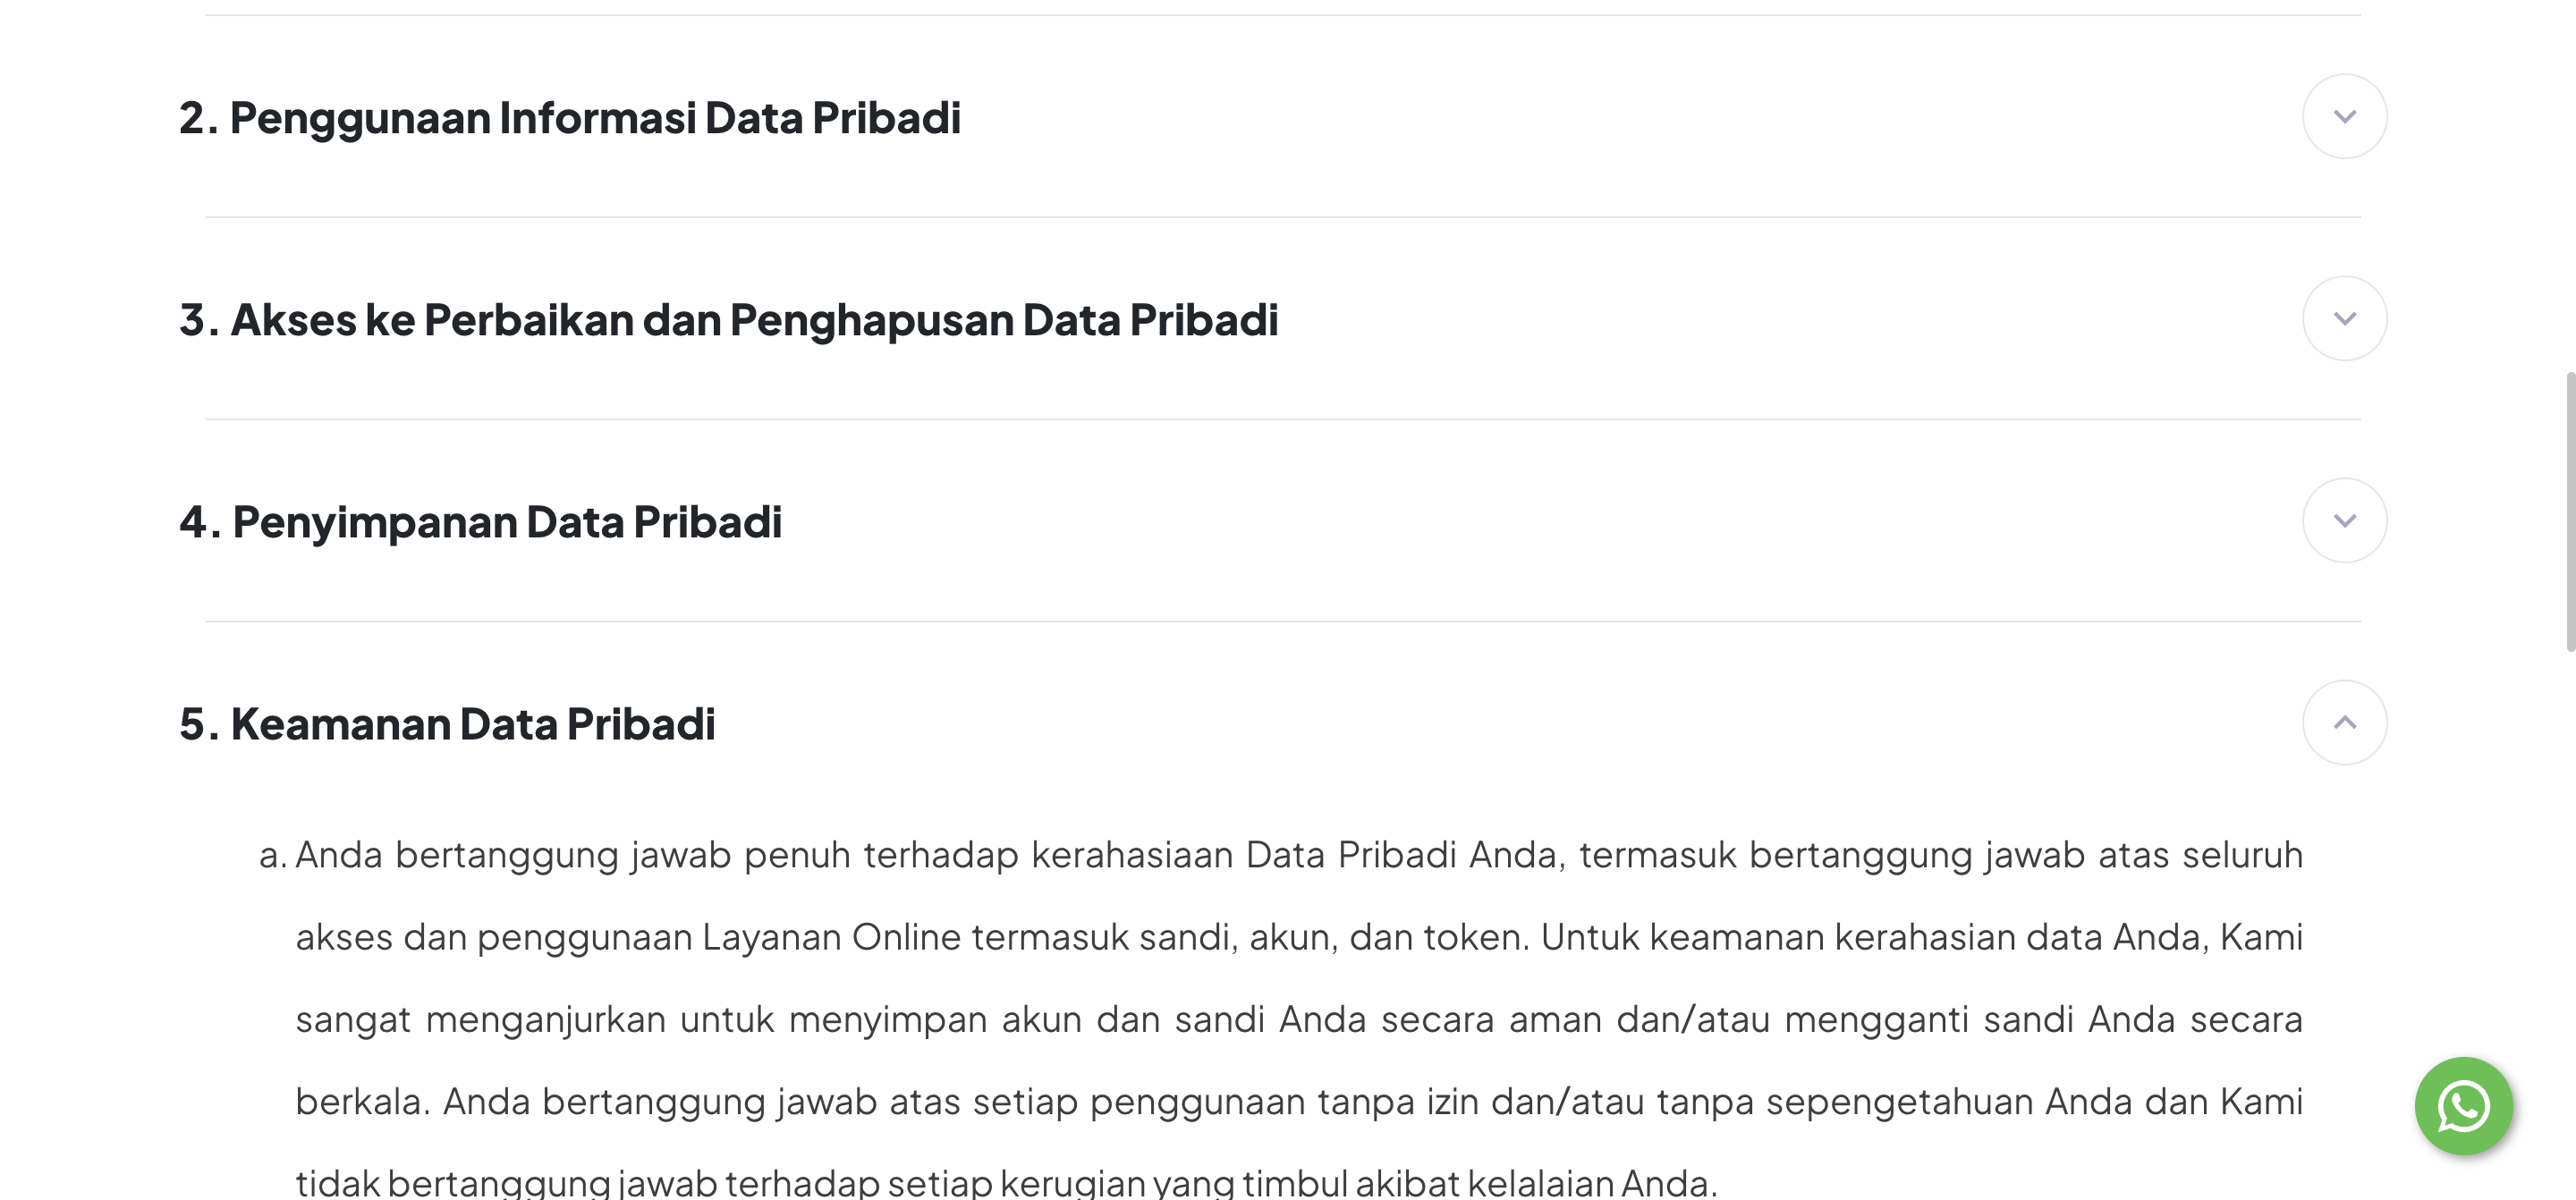 2. Penggunaan Informasi Data Pribadi
3. Akses ke Perbaikan dan Penghapusan Data Pribadi
4. Penyimpanan Data Pribadi
5. Keamanan Data Pribadi
a. Anda bertanggung jawab penuh terhadap kerahasiaan Data Pribadi Anda, termasuk bertanggung jawab atas seluruh
akses dan penggunaan Layanan Online termasuk sandi, akun, dan token. Untuk keamanan kerahasian data Anda, Kami
sangat menganjurkan untuk menyimpan akun dan sandi Anda secara aman dan/atau mengganti sandi Anda secara
berkala. Anda bertanggung jawab atas setiap penggunaan tanpa izin dan/atau tanpa sepengetahuan Anda dan Kami
tidak bertanggung jawab terhadap setiap kerugian yang timbul akibat kelalaian Anda.